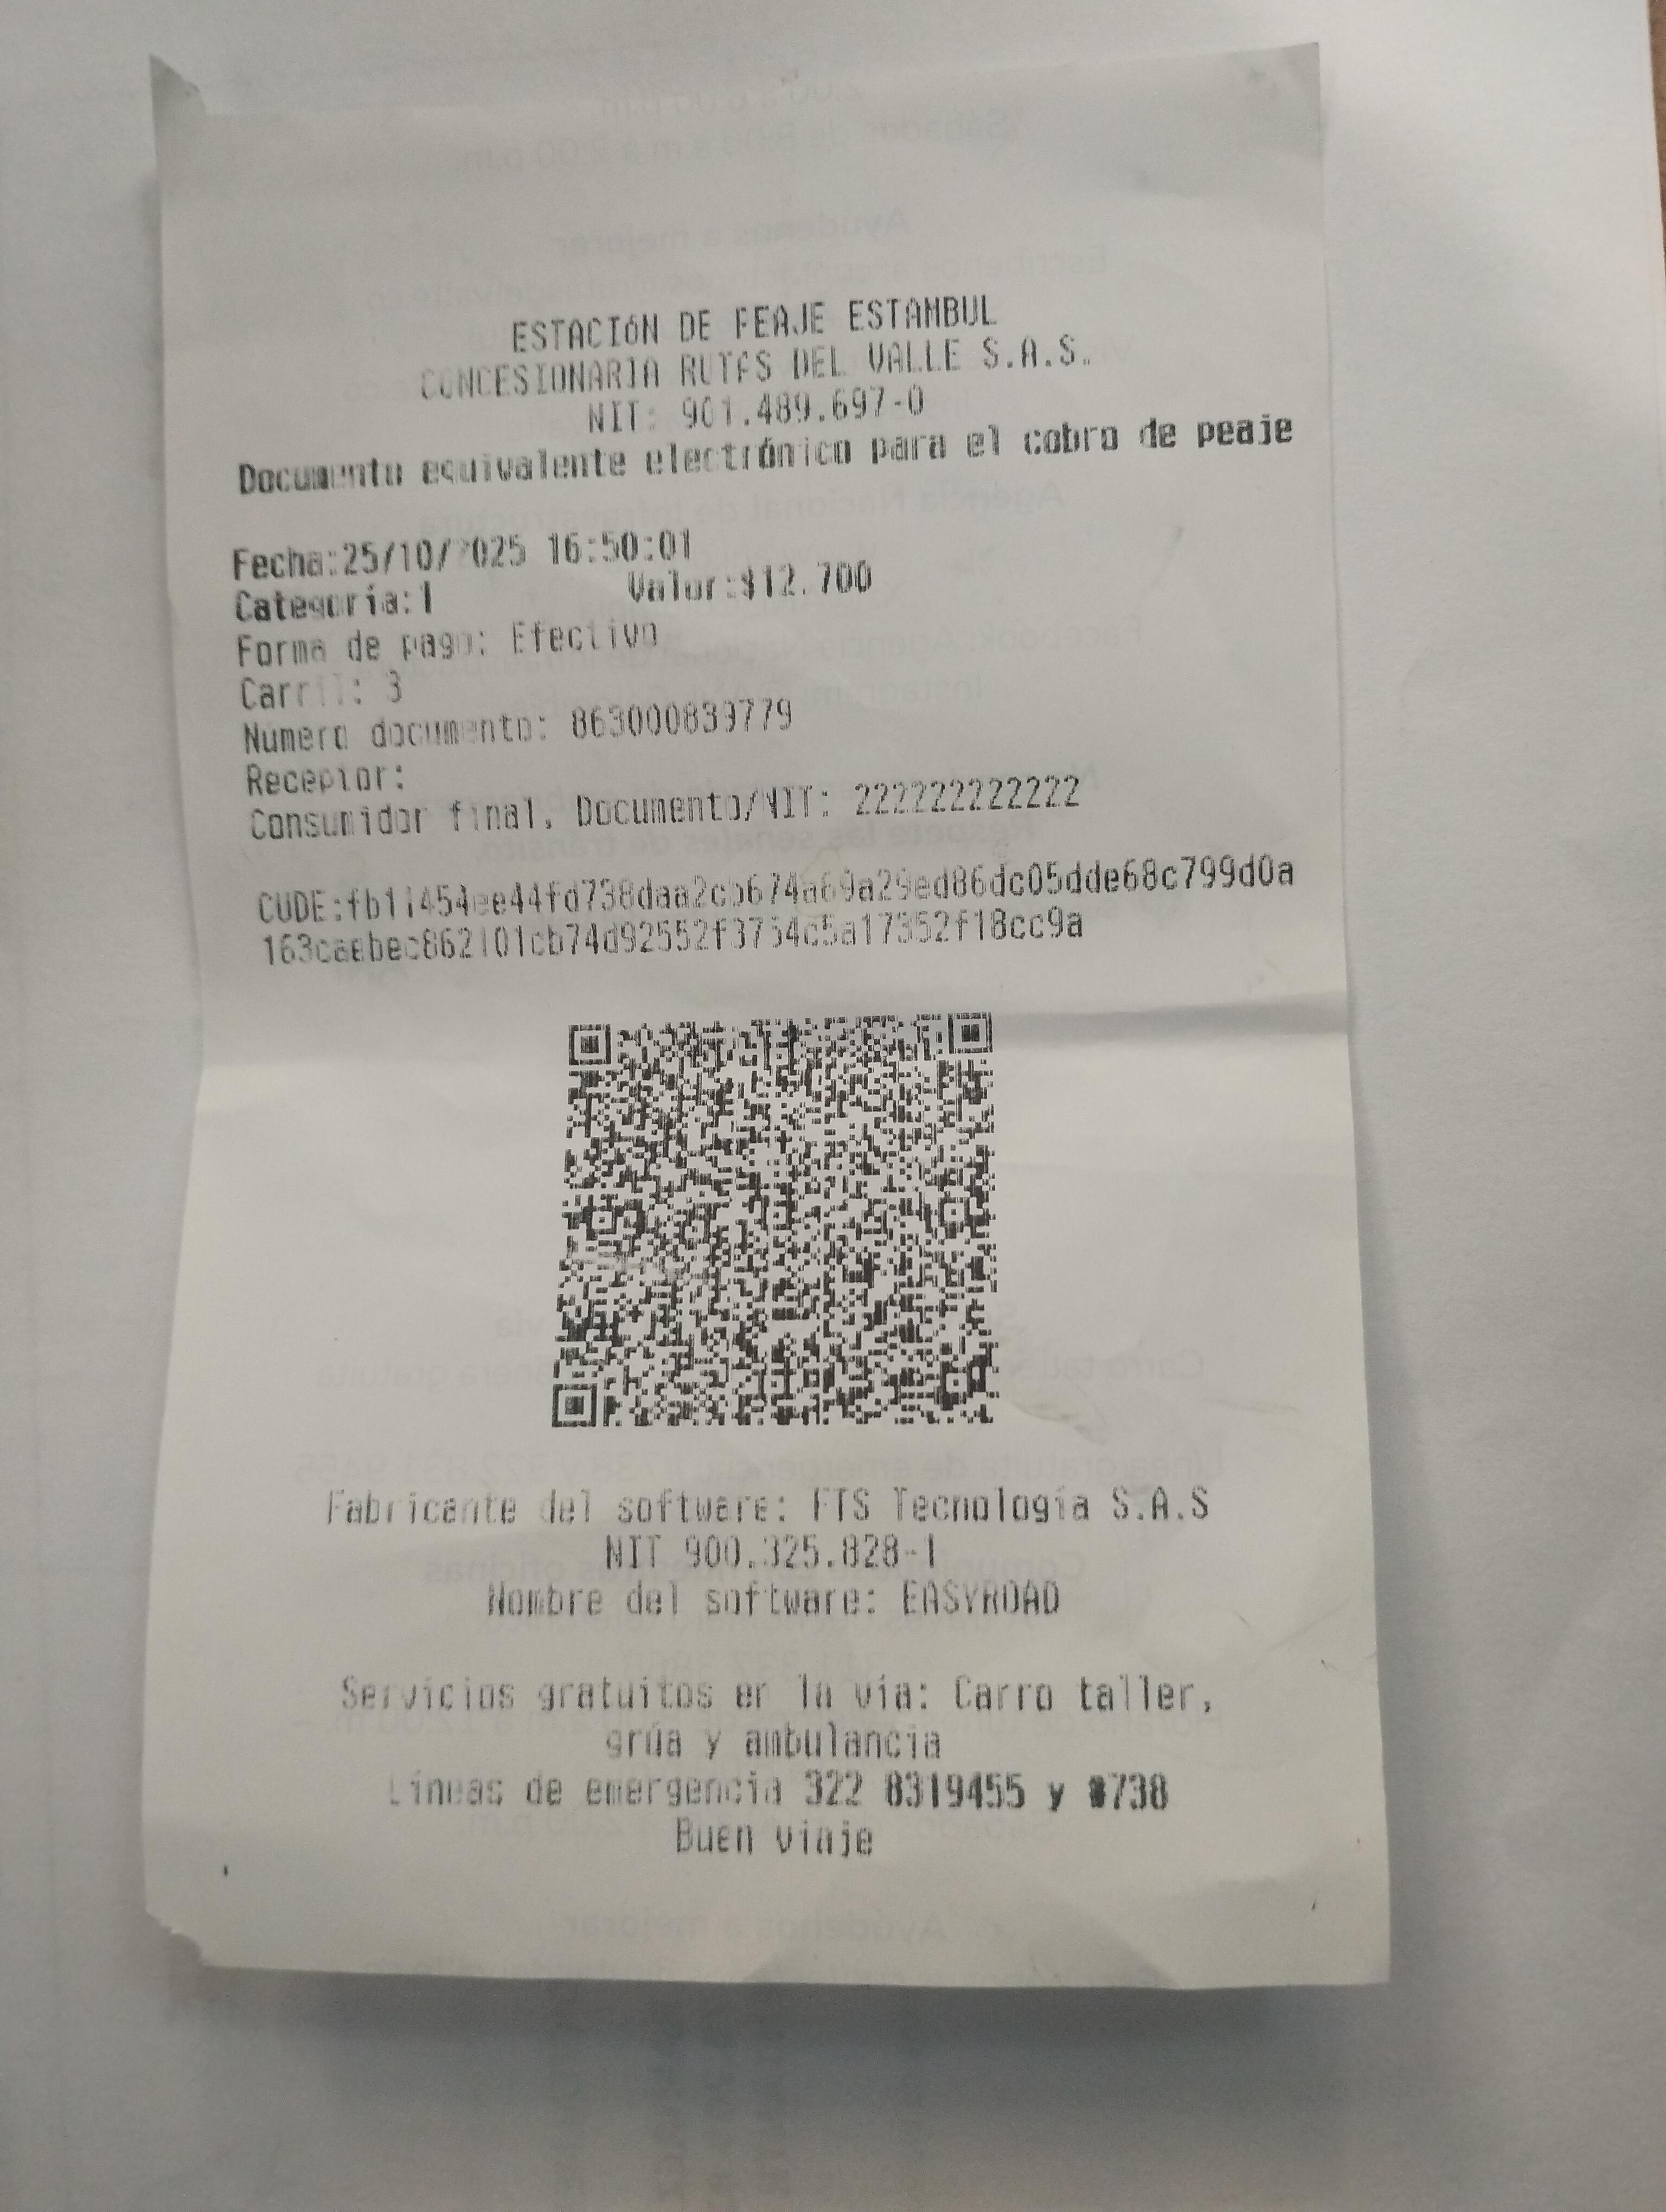 ESTACIÓN DE PEAJE ESTAMBUL
CONCESIONARIA RUTAS DEL VALLE S.A.S.
NIT: 901.489.697-0
Documento equivalente electrónico para el cobro de peaje
Fecha:25/10/2025 16:50:01
Categoría:1 Valor:$12.700
Forma de pago: Efectivo
Carril: 3
Número documento: 863000839779
Receptor:
Consumidor final, Documento/NIT: 222222222222
CUDE:
Fabricante del software: FTS Tecnología S.A.S
NIT 900.325.828-1
Nombre del software: EASYROAD
Servicios gratuitos en la vía: Carro taller,
grúa y ambulancia
Líneas de emergencia 322 8319455 y #738
Buen viaje